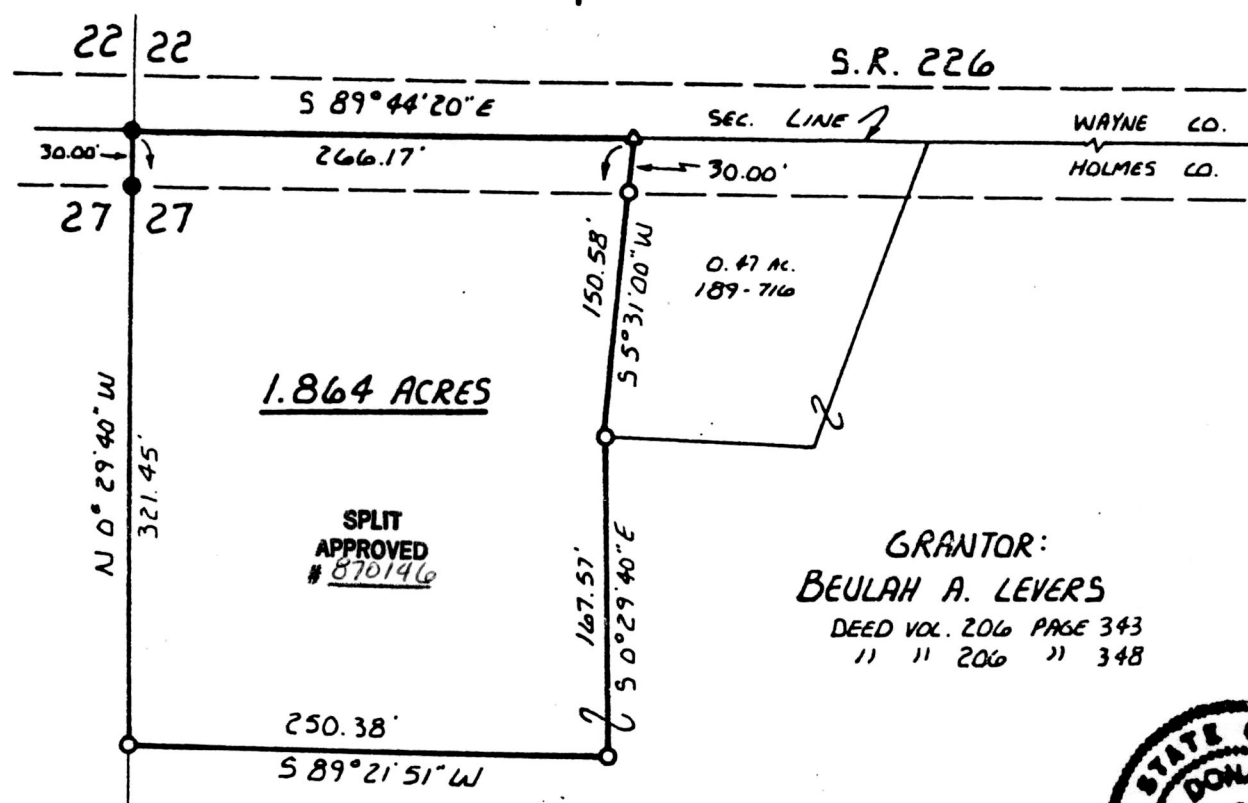 22 22
S.R. 226
S 89°44'20" E
SEC. LINE
WAYNE CO.
30.00'
266.17'
30.00'
HOLMES CO.
27 27
150.58'
S 5°31'00" W
0.47 AC.
189-716
1.864 ACRES
N 0° 29'40" W
321.45'
SPLIT
APPROVED
# 870146
167.57'
S 0°29'40" E
GRANTOR:
BEULAH A. LEVERS
DEED VOL. 206 PAGE 343
" " 206 " 348
250.38'
S 89°21'51" W
STATE